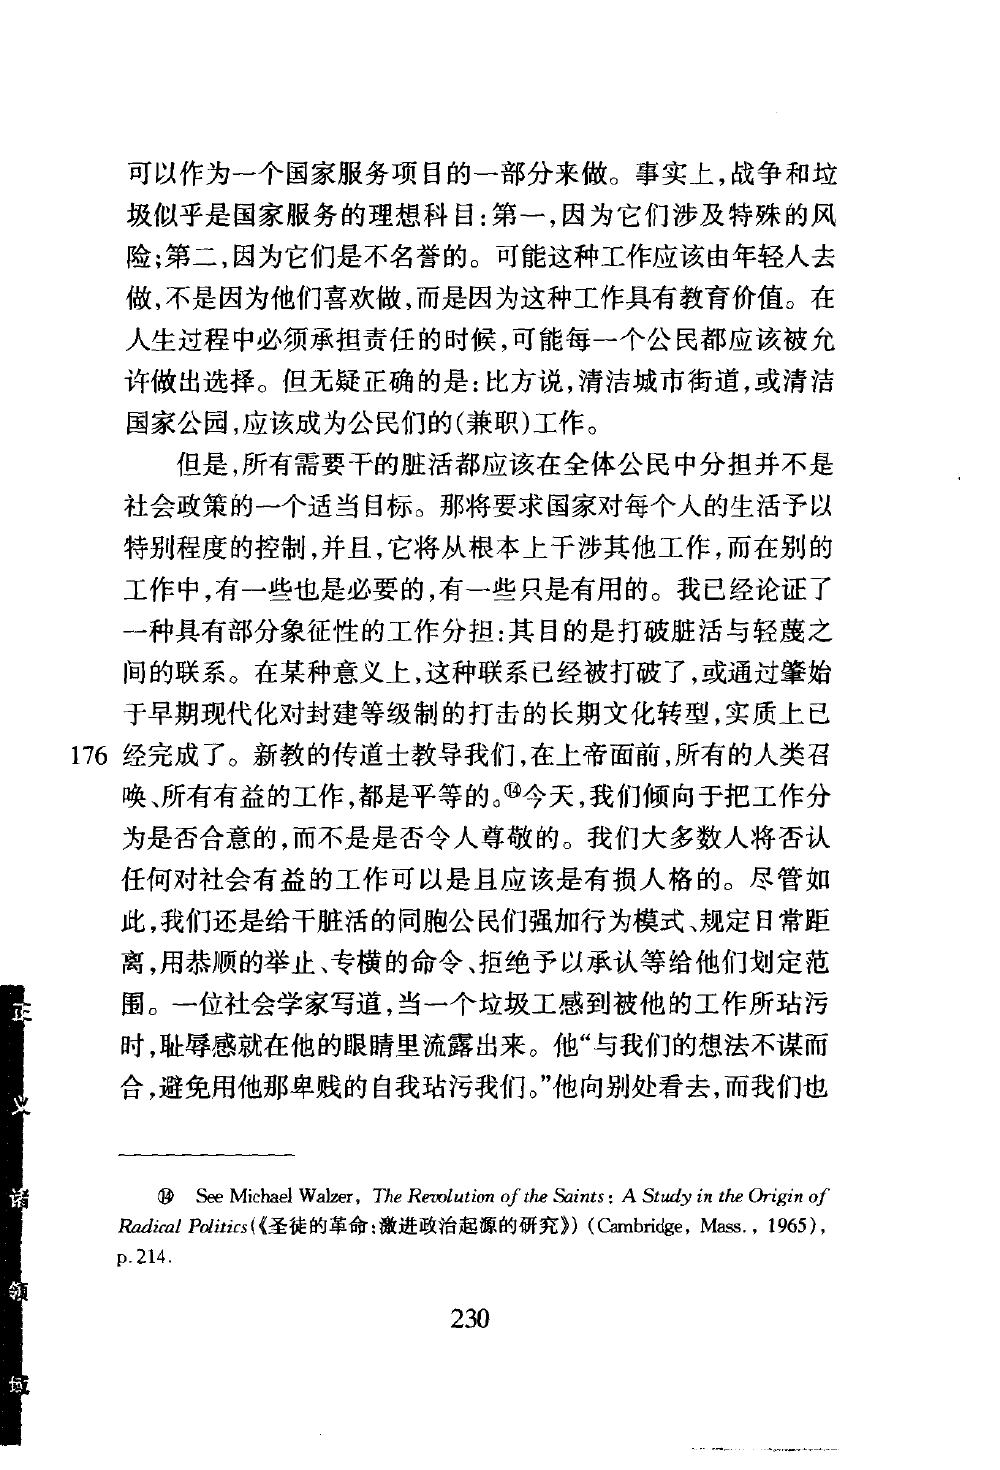 可以作为一个国家服务项目的一部分来做。事实上,战争和垃
圾似乎是国家服务的理想科目:第一,因为它们涉及特殊的风
险;第二,因为它们是不名誉的。可能这种工作应该由年轻人去
做,不是因为他们喜欢做,而是因为这种工作具有教育价值。在
人生过程中必须承担责任的时候,可能每一个公民都应该被允
许做出选择。但无疑正确的是:比方说,清洁城市街道,或清洁
国家公园,应该成为公民们的(兼职)工作。
但是,所有需要干的脏活都应该在全体公民中分担并不是
社会政策的一个适当目标。那将要求国家对每个人的生活予以
特别程度的控制,并且,它将从根本上干涉其他工作,而在别的
工作中,有一些也是必要的,有一些只是有用的。我已经论证了
一种具有部分象征性的工作分担:其目的是打破脏活与轻蔑之
间的联系。在某种意义上,这种联系已经被打破了,或通过肇始
于早期现代化对封建等级制的打击的长期文化转型,实质上已
176 经完成了。新教的传道士教导我们,在上帝面前,所有的人类召
唤、所有有益的工作,都是平等的。⑭今天,我们倾向于把工作分
为是否合意的,而不是是否令人尊敬的。我们大多数人将否认
任何对社会有益的工作可以是且应该是有损人格的。尽管如
此,我们还是给干脏活的同胞公民们强加行为模式、规定日常距
离,用恭顺的举止、专横的命令、拒绝予以承认等给他们划定范
围。一位社会学家写道,当一个垃圾工感到被他的工作所玷污
时,耻辱感就在他的眼睛里流露出来。他“与我们的想法不谋而
合,避免用他那卑贱的自我玷污我们。”他向别处看去,而我们也
⑭ See Michael Walzer, The Revolution of the Saints: A Study in the Origin of
Radical Politics(《圣徒的革命:激进政治起源的研究》) (Cambridge, Mass., 1965),
p. 214.
230
正
义
诸
领
域